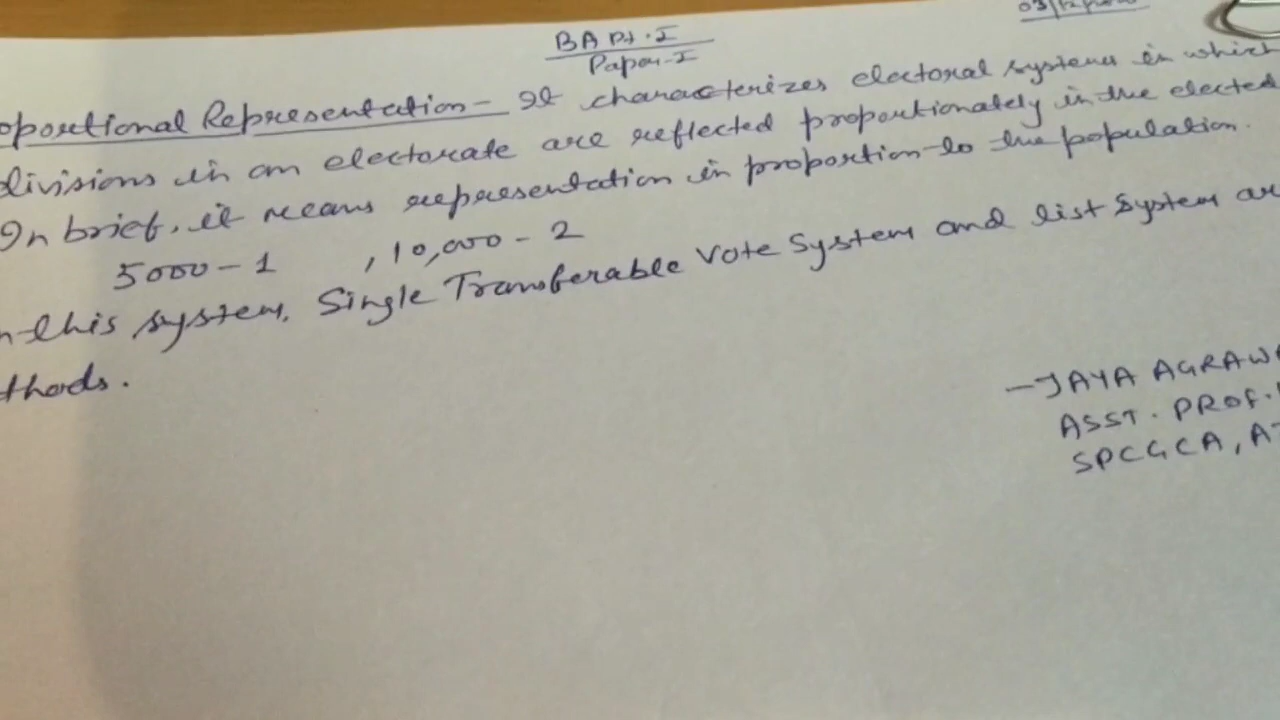 BA Pt. I
Paper-I
oportional Representation - It characterizes electoral systems in which
divisions in an electorate are reflected proportionately in the elected
In brief, it means representation in proportion to the population.
5000 - 1 , 10,000 - 2
n this system, Single Transferable Vote System and list System are
thods.
- JAYA AGRAWA
ASST. PROF.
SPCGCA, A